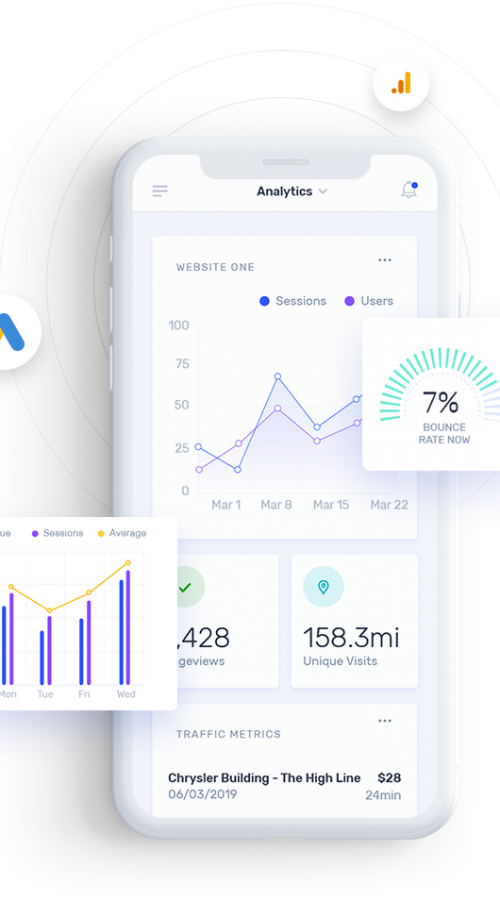 Analytics
WEBSITE ONE
Sessions Users
100
75
50
25
0
Mar 1 Mar 8 Mar 15 Mar 22
7%
BOUNCE
RATE NOW
ue Sessions Average
Mon Tue Fri Wed
,428
geviews
158.3mi
Unique Visits
TRAFFIC METRICS
Chrysler Building - The High Line $28
06/03/2019 24min